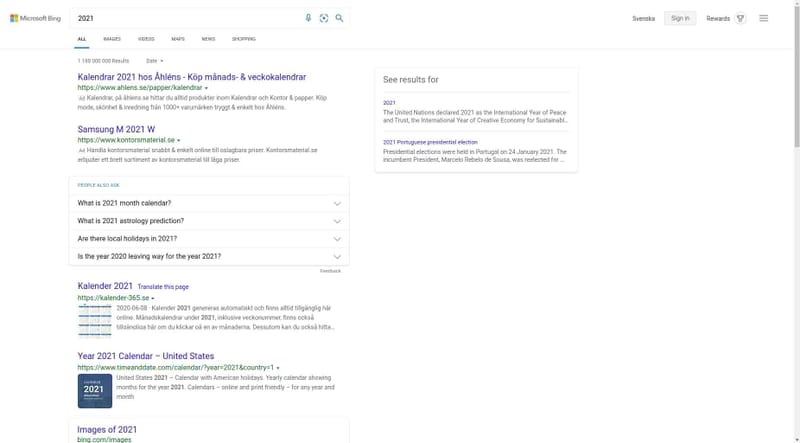 Microsoft Bing
2021
Svenska
Sign in
Rewards
ALL
IMAGES
VIDEOS
MAPS
NEWS
SHOPPING
1 180 000 000 Results
Date
Kalendrar 2021 hos Åhléns - Köp månads- & veckokalendrar
https://www.ahlens.se/papper/kalendrar
Ad Kalendrar, på åhlens.se hittar du alltid produkter inom Kalendrar och Kontor & papper. Köp
mode, skönhet & inredning från 1000+ varumärken tryggt & enkelt hos Åhléns.
Samsung M 2021 W
https://www.kontorsmaterial.se
Ad Handla kontorsmaterial snabbt & enkelt online till oslagbara priser. Kontorsmaterial.se
erbjuder ett brett sortiment av kontorsmaterial till låga priser.
PEOPLE ALSO ASK
What is 2021 month calendar?
What is 2021 astrology prediction?
Are there local holidays in 2021?
Is the year 2020 leaving way for the year 2021?
Feedback
Kalender 2021 Translate this page
https://kalender-365.se
2020-06-08 · Kalender 2021 genereras automatiskt och finns alltid tillgänglig här
online. Månadskalendrar under 2021, inklusive veckonummer, finns också
tillgängliga här om du klickar på en av månaderna. Dessutom kan du också hitta...
Year 2021 Calendar – United States
https://www.timeanddate.com/calendar/?year=2021&country=1
2021
United States 2021 – Calendar with American holidays. Yearly calendar showing
months for the year 2021. Calendars – online and print friendly – for any year and
month
Images of 2021
bing.com/images
See results for
2021
The United Nations declared 2021 as the International Year of Peace
and Trust, the International Year of Creative Economy for Sustainabl...
2021 Portuguese presidential election
Presidential elections were held in Portugal on 24 January 2021. The
incumbent President, Marcelo Rebelo de Sousa, was reelected for ...